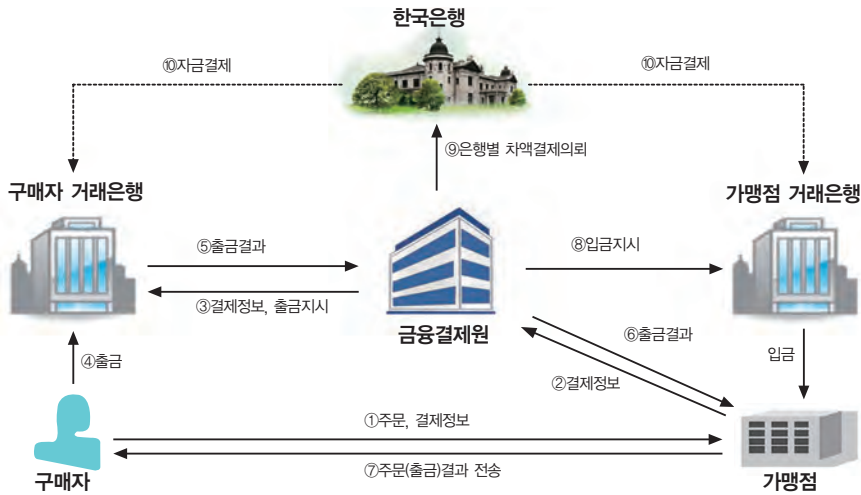 한국은행
⑩자금결제
⑩자금결제
⑨은행별 차액결제의뢰
구매자 거래은행
가맹점 거래은행
⑤출금결과
⑧입금지시
③결제정보, 출금지시
금융결제원
⑥출금결과
④출금
②결제정보
입금
①주문, 결제정보
⑦주문(출금)결과 전송
구매자
가맹점